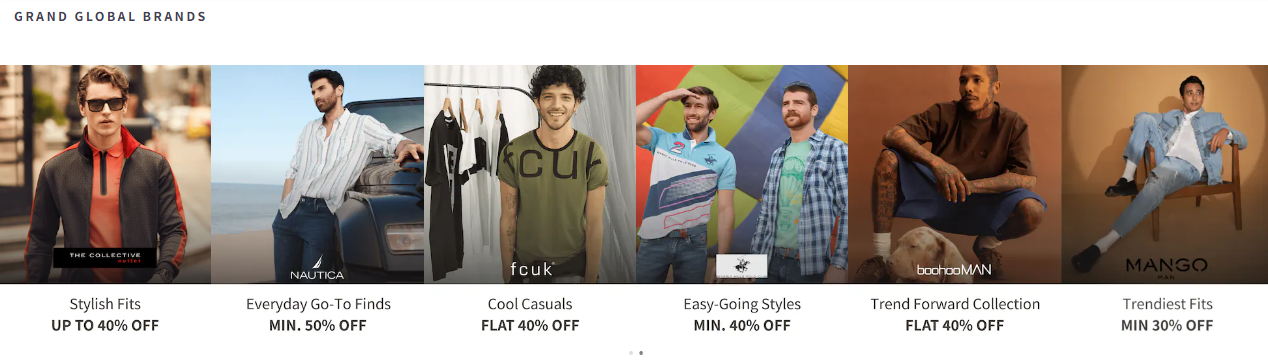 GRAND GLOBAL BRANDS
THE COLLECTIVE
outlet
NAUTICA
fcuk
fcuk
2
boohooMAN
MANGO
MAN
Stylish Fits
UP TO 40% OFF
Everyday Go-To Finds
MIN. 50% OFF
Cool Casuals
FLAT 40% OFF
Easy-Going Styles
MIN. 40% OFF
Trend Forward Collection
FLAT 40% OFF
Trendiest Fits
MIN 30% OFF